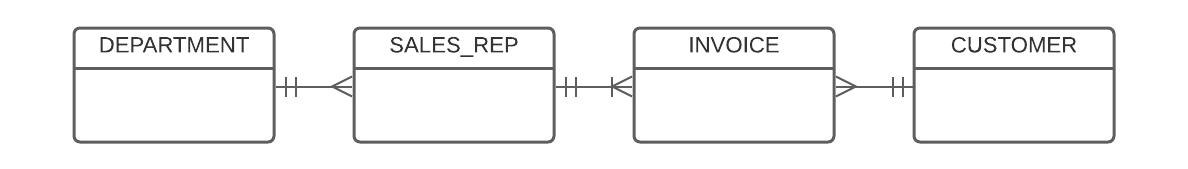 DEPARTMENT
SALES_REP
INVOICE
CUSTOMER